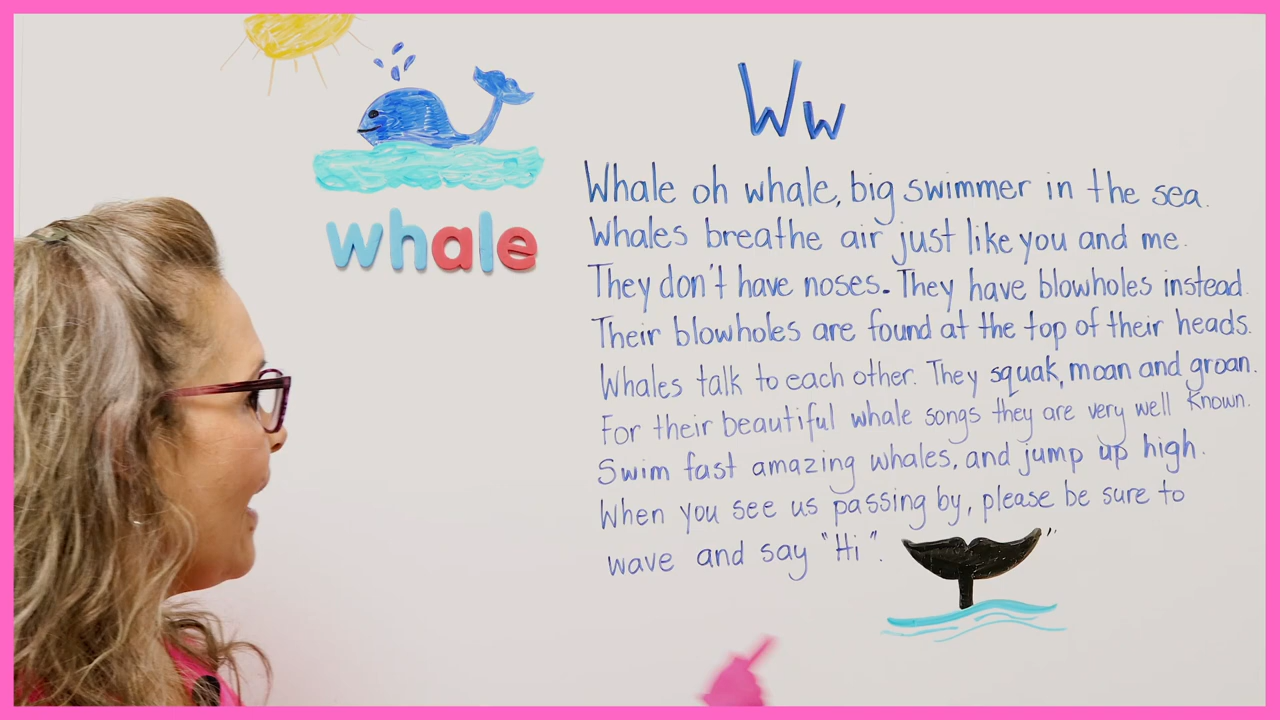 Ww
whale
Whale oh whale, big swimmer in the sea.
Whales breathe air just like you and me.
They don't have noses. They have blowholes instead.
Their blowholes are found at the top of their heads.
Whales talk to each other. They squak, moan and groan.
For their beautiful whale songs they are very well known.
Swim fast amazing whales, and jump up high.
When you see us passing by, please be sure to
wave and say "Hi".